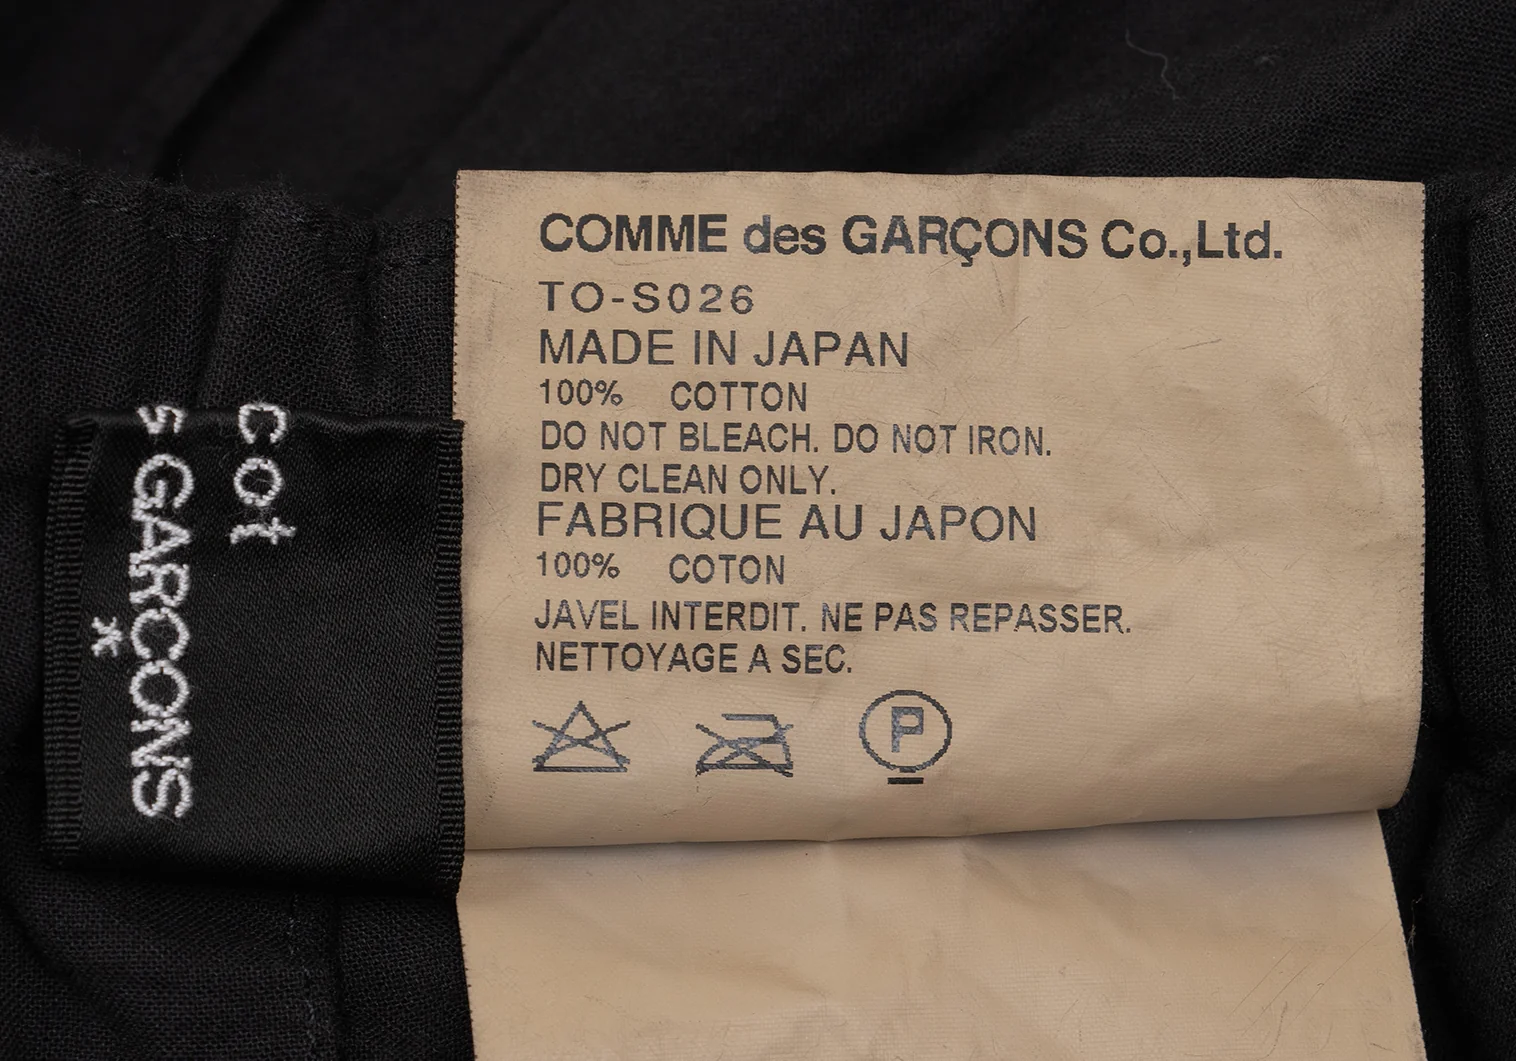 COMME des GARÇONS Co.,Ltd.
TO-S026
MADE IN JAPAN
100% COTTON
DO NOT BLEACH. DO NOT IRON.
DRY CLEAN ONLY.
FABRIQUE AU JAPON
100% COTON
JAVEL INTERDIT. NE PAS REPASSER.
NETTOYAGE A SEC.
P
cot
s GARCONS
*